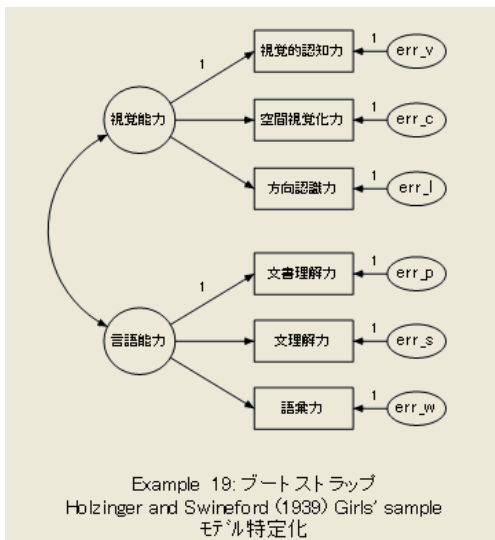 1
視覚的認知力
1
err_v
視覚能力
空間視覚化力
1
err_c
方向認識力
1
err_l
1
文書理解力
1
err_p
言語能力
文理解力
1
err_s
語彙力
1
err_w
Example 19: ブートストラップ
Holzinger and Swineford (1939) Girls' sample
モデル特定化